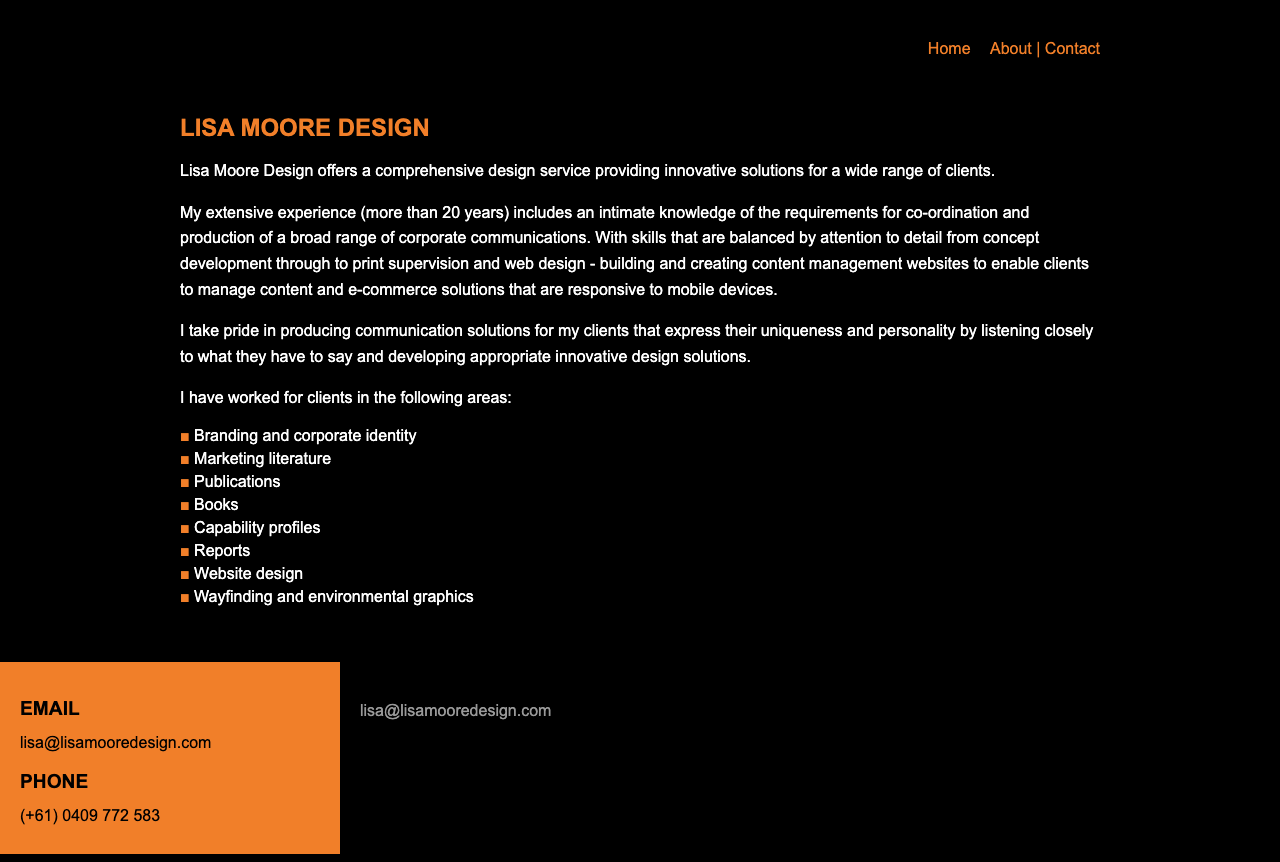 Home About | Contact
LISA MOORE DESIGN
Lisa Moore Design offers a comprehensive design service providing innovative solutions for a wide range of clients.
My extensive experience (more than 20 years) includes an intimate knowledge of the requirements for co-ordination and
production of a broad range of corporate communications. With skills that are balanced by attention to detail from concept
development through to print supervision and web design - building and creating content management websites to enable clients
to manage content and e-commerce solutions that are responsive to mobile devices.
I take pride in producing communication solutions for my clients that express their uniqueness and personality by listening closely
to what they have to say and developing appropriate innovative design solutions.
I have worked for clients in the following areas:
■ Branding and corporate identity
■ Marketing literature
■ Publications
■ Books
■ Capability profiles
■ Reports
■ Website design
■ Wayfinding and environmental graphics
EMAIL
lisa@lisamooredesign.com
PHONE
(+61) 0409 772 583
lisa@lisamooredesign.com